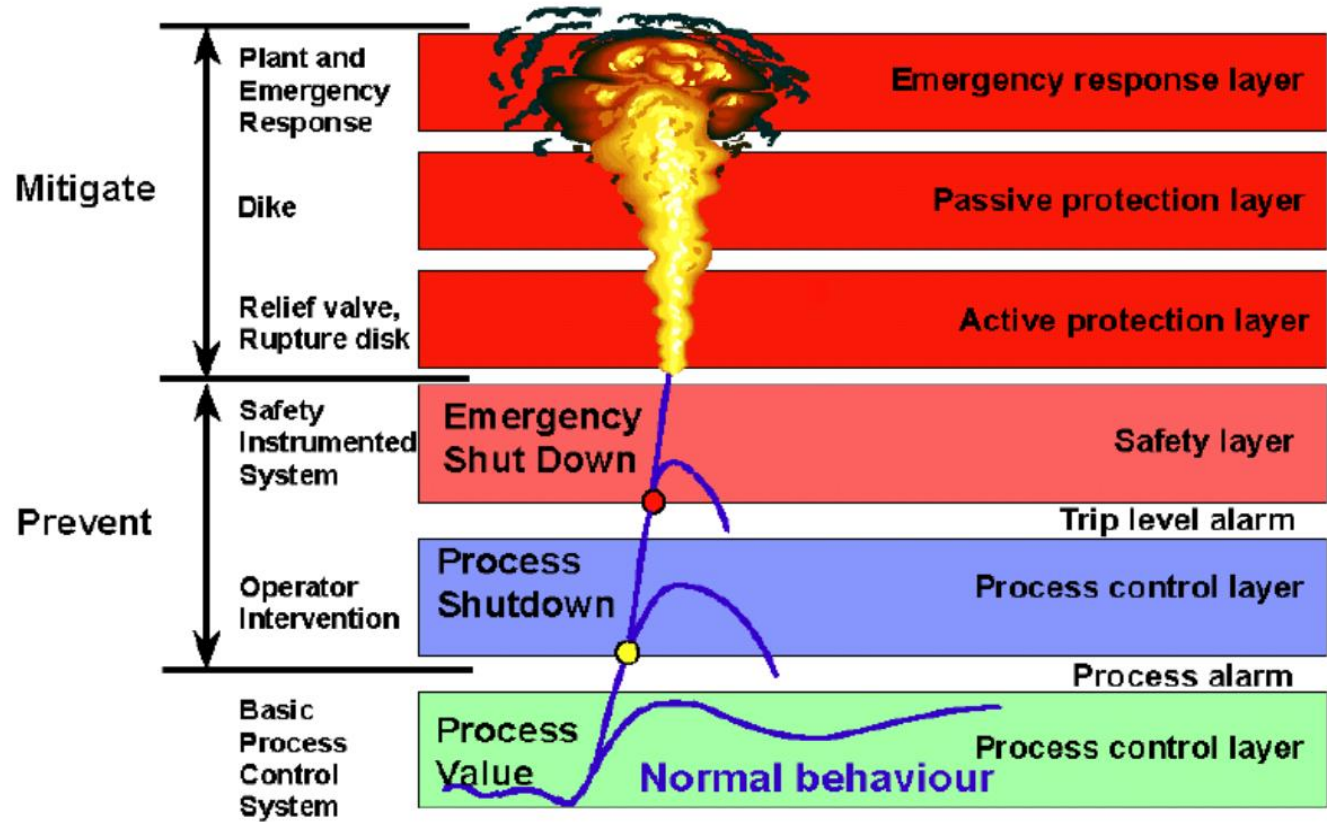 Mitigate
Plant and
Emergency
Response
Emergency response layer
Dike
Passive protection layer
Relief valve,
Rupture disk
Active protection layer
Prevent
Safety
Instrumented
System
Emergency
Shut Down
Safety layer
Trip level alarm
Operator
Intervention
Process
Shutdown
Process control layer
Process alarm
Basic
Process
Control
System
Process
Value
Normal behaviour
Process control layer